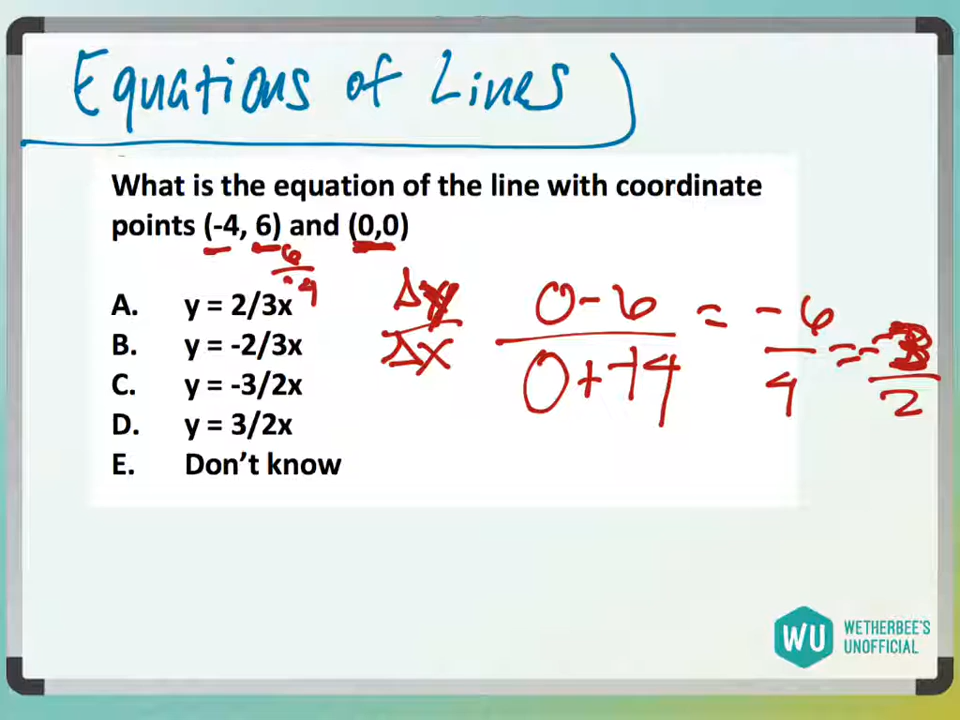 Equations of Lines
What is the equation of the line with coordinate
points (-4, 6) and (0,0)
6
-4
A. y = 2/3x
B. y = -2/3x
C. y = -3/2x
D. y = 3/2x
E. Don't know
Δy
Δx
0-6 = -6 = -3
0+4 4 2
WU WETHERBEE'S
UNOFFICIAL